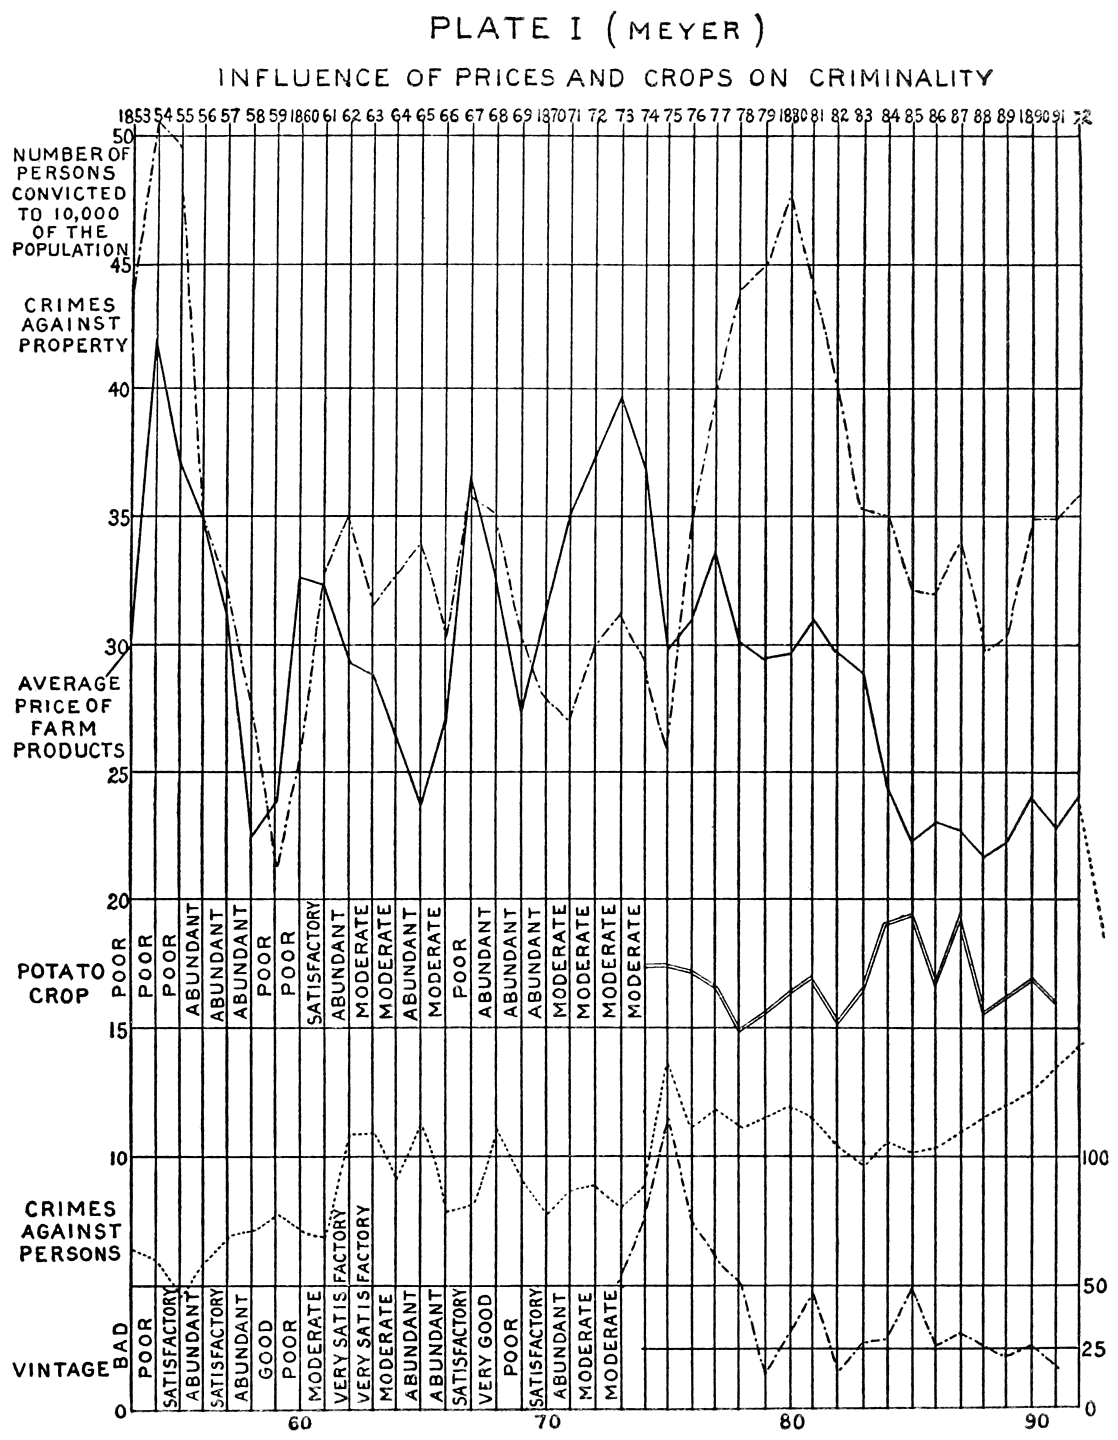 PLATE I (MEYER)
INFLUENCE OF PRICES AND CROPS ON CRIMINALITY
1853 54 55 56 57 58 59 1860 61 62 63 64 65 66 67 68 69 1870 71 72 73 74 75 76 77 78 79 1880 81 82 83 84 85 86 87 88 89 1890 91 92
50
NUMBER OF
PERSONS
CONVICTED
TO 10,000
OF THE
POPULATION
45
CRIMES
AGAINST
PROPERTY
40
35
30
AVERAGE
PRICE OF
FARM
PRODUCTS
25
20
POTATO
CROP
POOR
POOR
POOR
ABUNDANT
ABUNDANT
ABUNDANT
POOR
POOR
SATISFACTORY
ABUNDANT
MODERATE
MODERATE
ABUNDANT
MODERATE
POOR
ABUNDANT
ABUNDANT
ABUNDANT
MODERATE
MODERATE
MODERATE
MODERATE
15
10
100
CRIMES
AGAINST
PERSONS
50
50
VINTAGE
BAD
POOR
SATISFACTORY
ABUNDANT
SATISFACTORY
ABUNDANT
GOOD
POOR
MODERATE
VERY SATISFACTORY
VERY SATISFACTORY
MODERATE
ABUNDANT
ABUNDANT
SATISFACTORY
VERY GOOD
POOR
SATISFACTORY
ABUNDANT
MODERATE
MODERATE
25
0
0
60 70 80 90